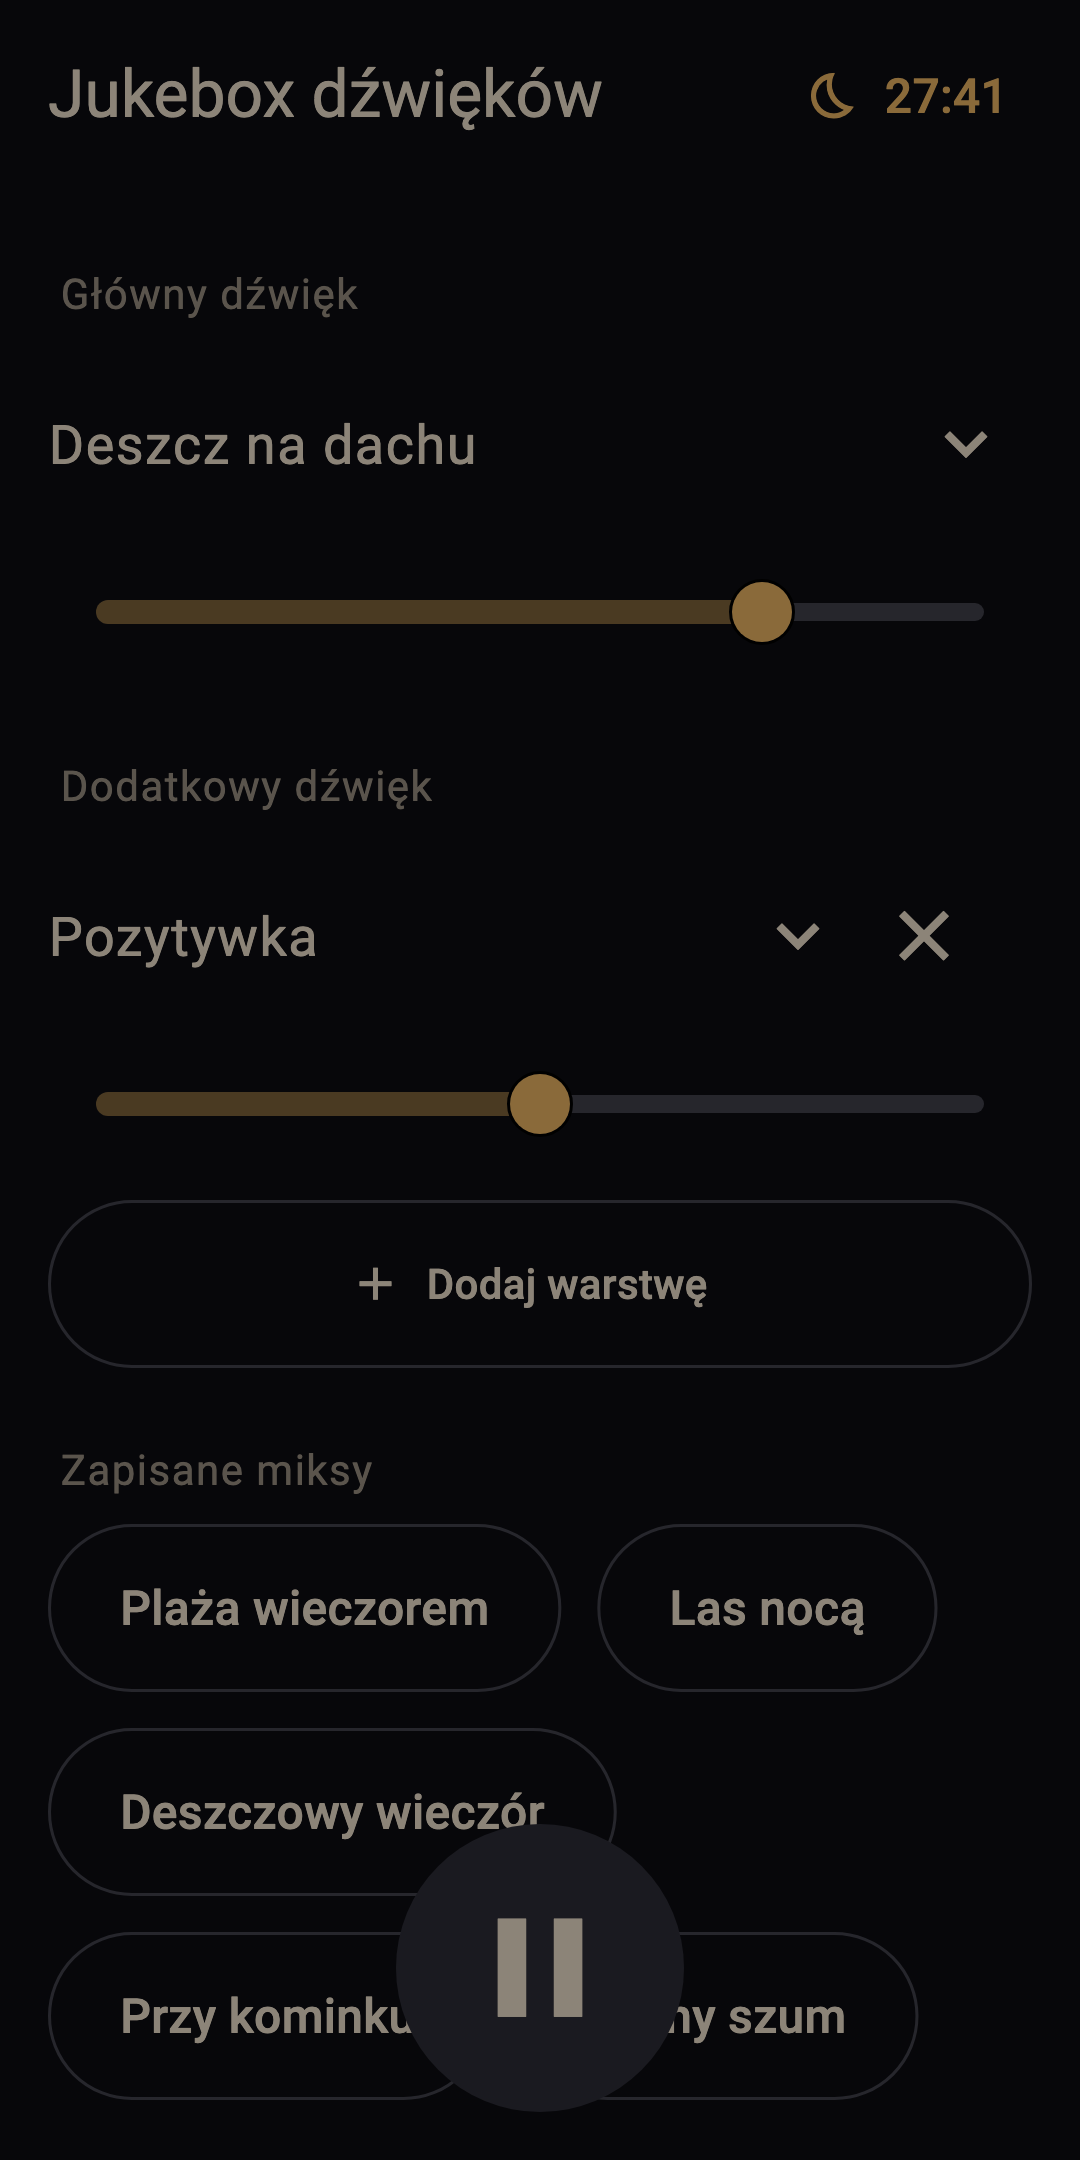 Jukebox dźwięków
27:41
Główny dźwięk
Deszcz na dachu
Dodatkowy dźwięk
Pozytywka
Dodaj warstwę
Zapisane miksy
Plaża wieczorem
Las nocą
Deszczowy wieczór
Przy kominku
szum